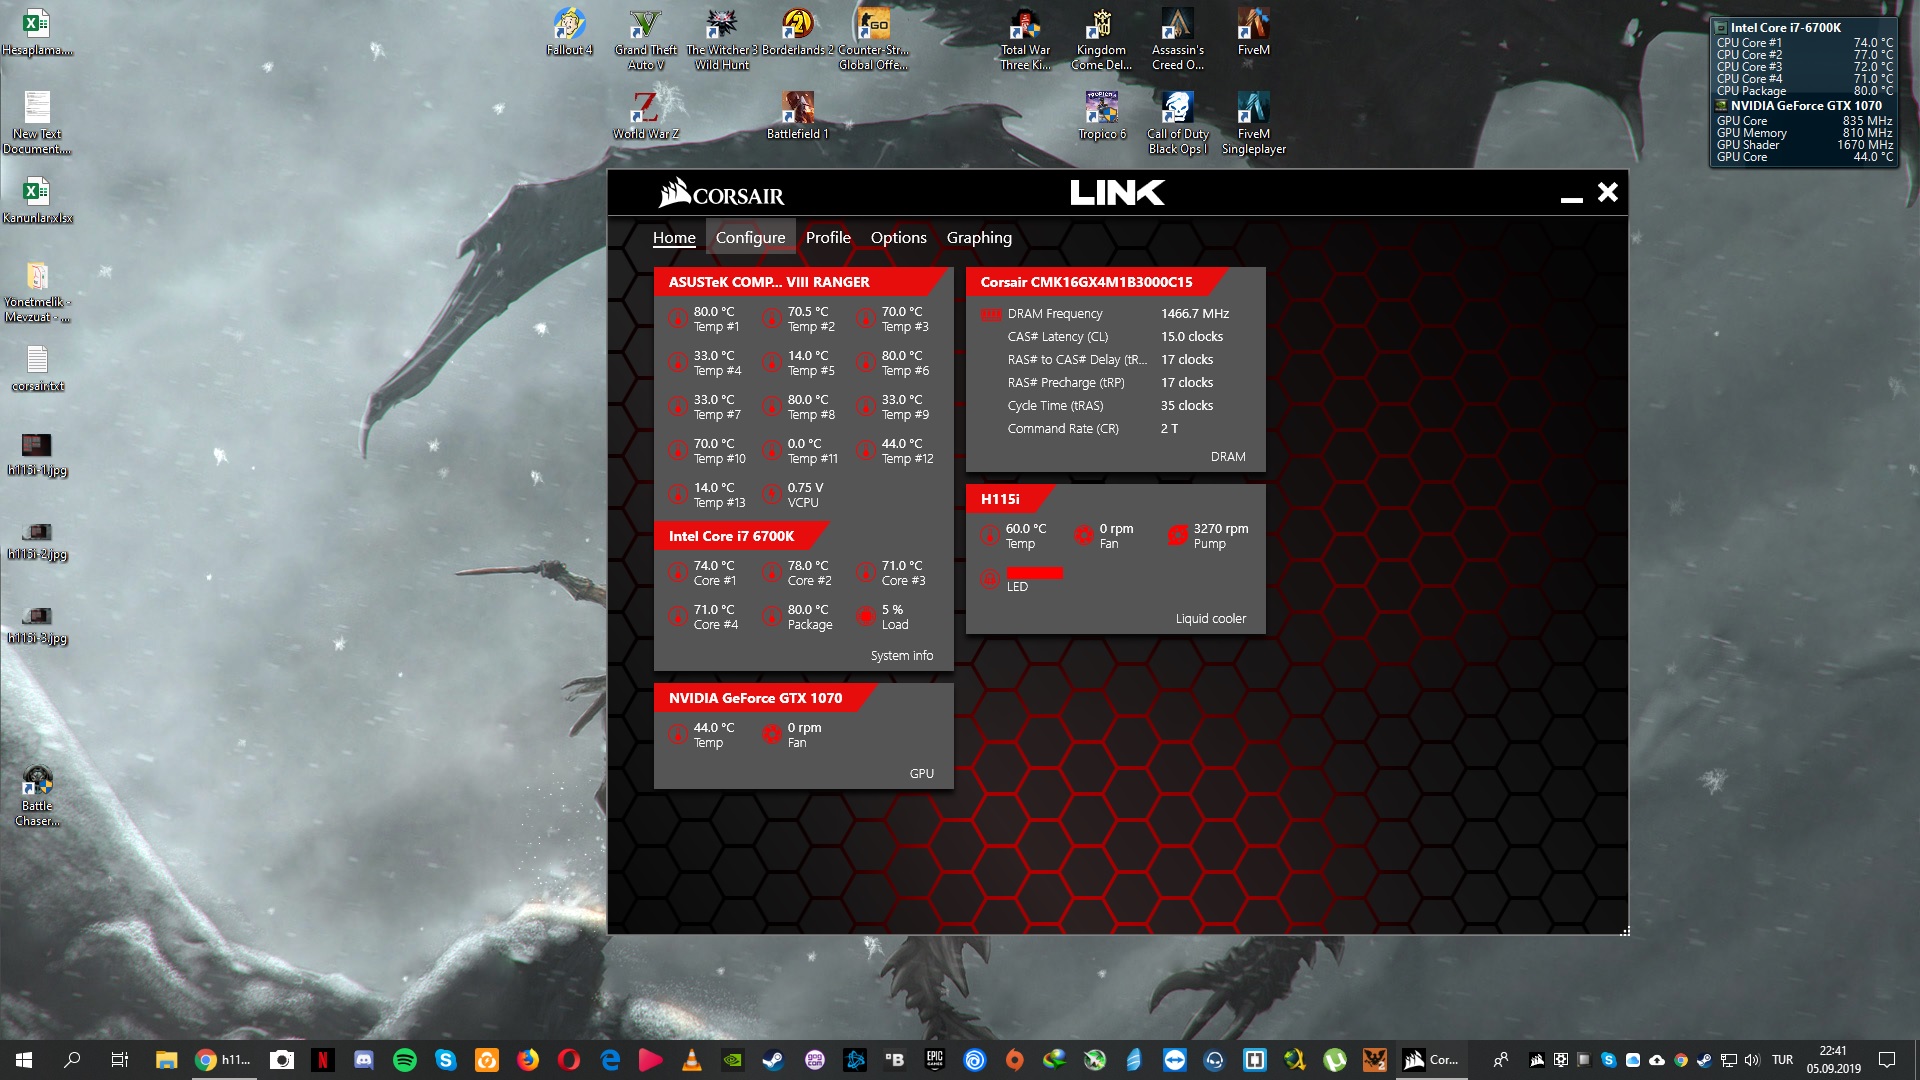 Hesaplama....
New Text
Document....
Kanunlar.xlsx
Yönetmelik -
Mevzuat - ...
corsair.txt
h115i-1.jpg
h115i-2.jpg
h115i-3.jpg
Battle
Chaser...
Fallout 4
Grand Theft
Auto V
The Witcher 3
Wild Hunt
Borderlands 2
Counter-Str...
Global Offe...
Total War
Three Ki...
Kingdom
Come Del...
Assassin's
Creed O...
FiveM
World War Z
Battlefield 1
Tropico 6
Call of Duty
Black Ops I
FiveM
Singleplayer
Intel Core i7-6700K
CPU Core #1 74.0 °C
CPU Core #2 77.0 °C
CPU Core #3 72.0 °C
CPU Core #4 71.0 °C
CPU Package 80.0 °C
NVIDIA GeForce GTX 1070
GPU Core 835 MHz
GPU Memory 810 MHz
GPU Shader 1670 MHz
GPU Core 44.0 °C
CORSAIR
LINK
Home Configure Profile Options Graphing
ASUSTeK COMP... VIII RANGER
80.0 °C 70.5 °C 70.0 °C
Temp #1 Temp #2 Temp #3
33.0 °C 14.0 °C 80.0 °C
Temp #4 Temp #5 Temp #6
33.0 °C 80.0 °C 33.0 °C
Temp #7 Temp #8 Temp #9
70.0 °C 0.0 °C 44.0 °C
Temp #10 Temp #11 Temp #12
14.0 °C 0.75 V
Temp #13 VCPU
Intel Core i7 6700K
74.0 °C 78.0 °C 71.0 °C
Core #1 Core #2 Core #3
71.0 °C 80.0 °C 5 %
Core #4 Package Load
System info
NVIDIA GeForce GTX 1070
44.0 °C 0 rpm
Temp Fan
GPU
Corsair CMK16GX4M1B3000C15
DRAM Frequency 1466.7 MHz
CAS# Latency (CL) 15.0 clocks
RAS# to CAS# Delay (tR... 17 clocks
RAS# Precharge (tRP) 17 clocks
Cycle Time (tRAS) 35 clocks
Command Rate (CR) 2 T
DRAM
H115i
60.0 °C 0 rpm 3270 rpm
Temp Fan Pump
LED
Liquid cooler
h11...
Cor...
TUR
22:41
05.09.2019